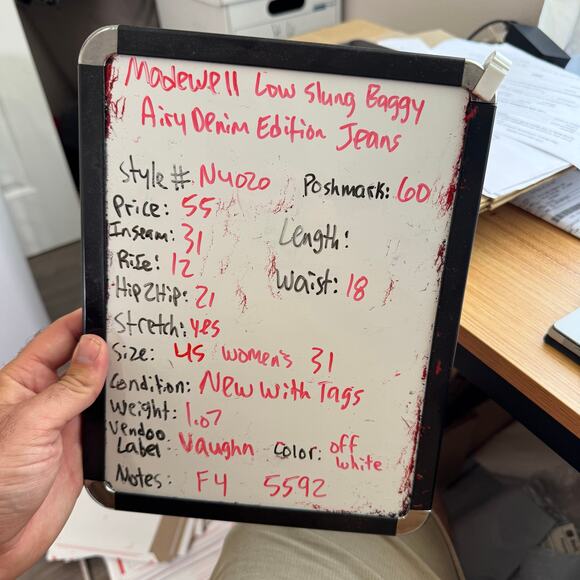 Madewell Low Slung Baggy
Airy Denim Edition Jeans
Style # N4020 Poshmark: 60
Price: 55
Inseam: 31 Length:
Rise: 12 Waist: 18
Hip2Hip: 21
Stretch: yes
Size: US women's 31
Condition: New With Tags
Weight: 1.07
Vendoo
Label: Vaughn Color: off white
Notes: F4 5592